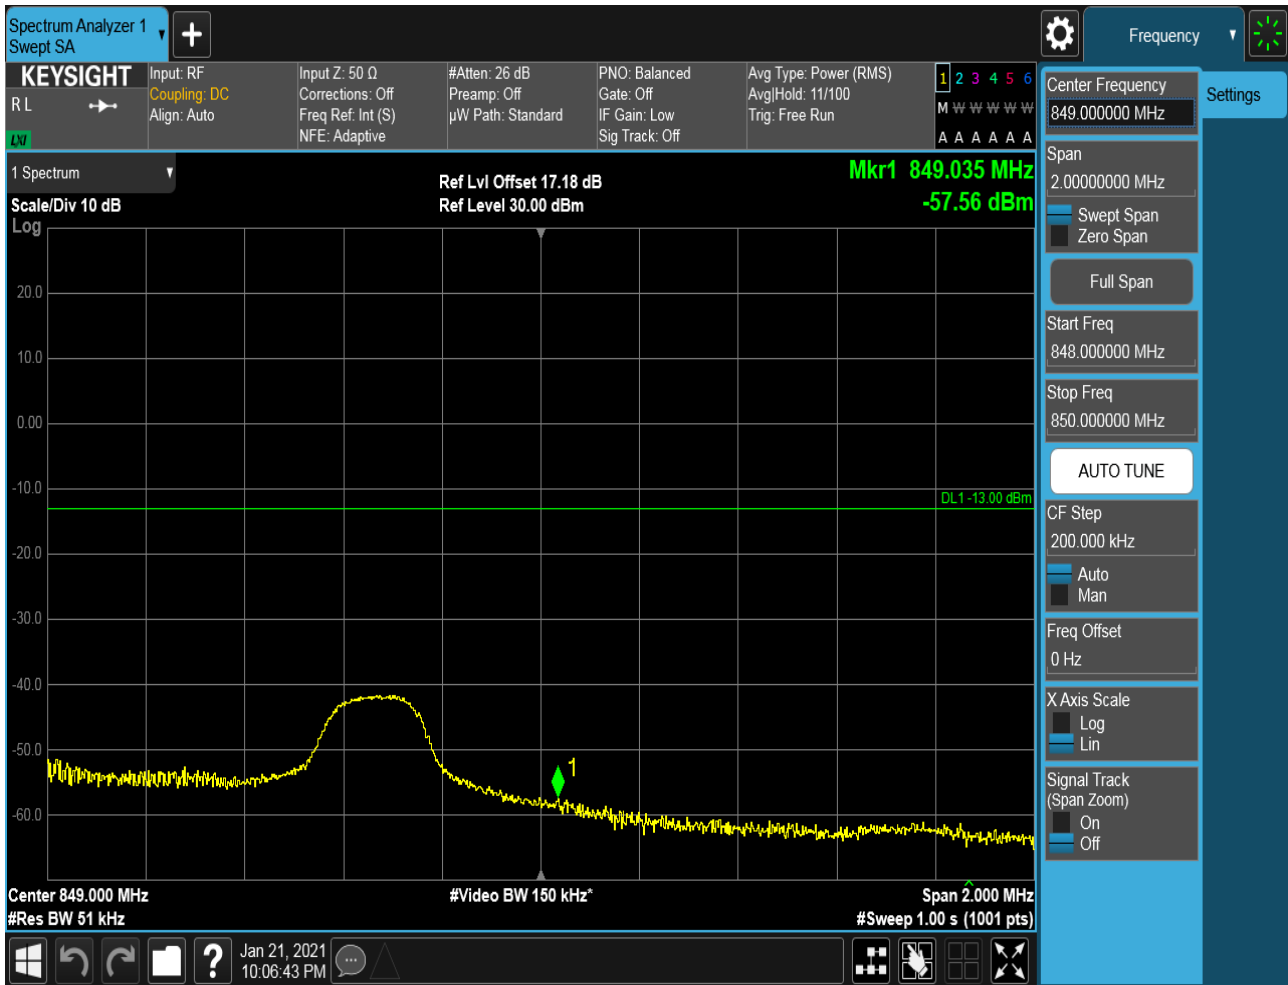 Spectrum Analyzer 1
Swept SA
Frequency
KEYSIGHT
R L
LXI
Input: RF
Coupling: DC
Align: Auto
Input Z: 50 Ω
Corrections: Off
Freq Ref: Int (S)
NFE: Adaptive
#Atten: 26 dB
Preamp: Off
µW Path: Standard
PNO: Balanced
Gate: Off
IF Gain: Low
Sig Track: Off
Avg Type: Power (RMS)
Avg|Hold: 11/100
Trig: Free Run
1 2 3 4 5 6
M W W W W W
A A A A A A
1 Spectrum
Scale/Div 10 dB
Log
Ref Lvl Offset 17.18 dB
Ref Level 30.00 dBm
Mkr1 849.035 MHz
-57.56 dBm
20.0
10.0
0.00
-10.0
DL1 -13.00 dBm
-20.0
-30.0
-40.0
-50.0
1
-60.0
Center 849.000 MHz
#Video BW 150 kHz*
Span 2.000 MHz
#Res BW 51 kHz
#Sweep 1.00 s (1001 pts)
Jan 21, 2021
10:06:43 PM
Center Frequency
849.000000 MHz
Settings
Span
2.00000000 MHz
Swept Span
Zero Span
Full Span
Start Freq
848.000000 MHz
Stop Freq
850.000000 MHz
AUTO TUNE
CF Step
200.000 kHz
Auto
Man
Freq Offset
0 Hz
X Axis Scale
Log
Lin
Signal Track
(Span Zoom)
On
Off